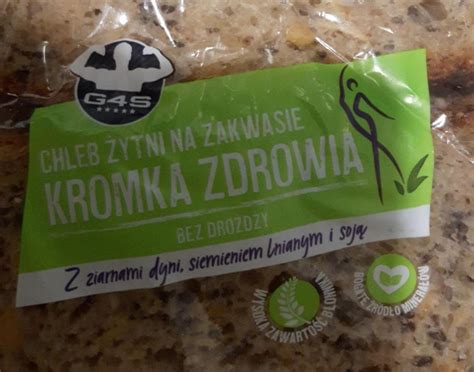 G4S
CHLEB ŻYTNI NA ZAKWASIE
KROMKA ZDROWIA
BEZ DROŻDŻY
Z ziarnami dyni, siemieniem lnianym i soją
WYSOKA ZAWARTOŚĆ BŁONNIKA
BOGATE ŹRÓDŁO MINERAŁÓW